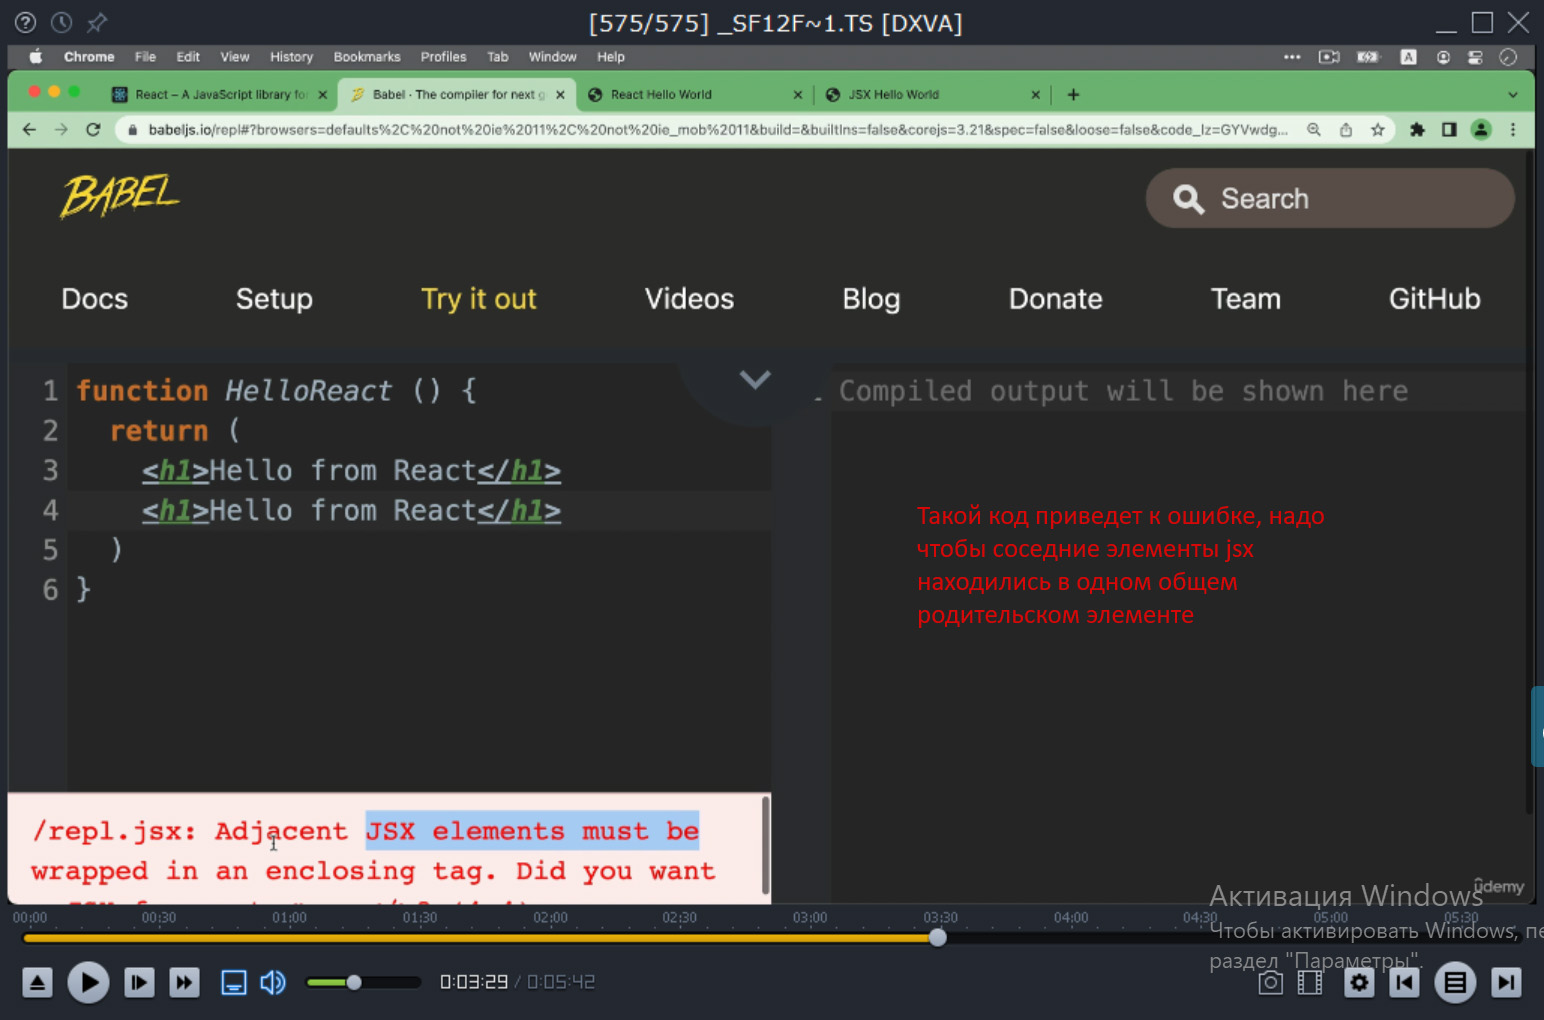 [575/575] _SF12F~1.TS [DXVA]
Chrome File Edit View History Bookmarks Profiles Tab Window Help
React – A JavaScript library fo
Babel · The compiler for next g
React Hello World
JSX Hello World
babeljs.io/repl#?browsers=defaults%2C%20not%20ie%2011%2C%20not%20ie_mob%2011&build=&builtIns=false&corejs=3.21&spec=false&loose=false&code_lz=GYVwdg...
BABEL
Search
Docs Setup Try it out Videos Blog Donate Team GitHub
1 function HelloReact () {
2 return (
3 <h1>Hello from React</h1>
4 <h1>Hello from React</h1>
5 )
6 }
Compiled output will be shown here
Такой код приведет к ошибке, надо
чтобы соседние элементы jsx
находились в одном общем
родительском элементе
/repl.jsx: Adjacent JSX elements must be
wrapped in an enclosing tag. Did you want
ûdemy
Активация Windows
Чтобы активировать Windows, пе
раздел "Параметры".
00:00 00:30 01:00 01:30 02:00 02:30 03:00 03:30 04:00 04:30 05:00 05:30
0:03:29 / 0:05:42